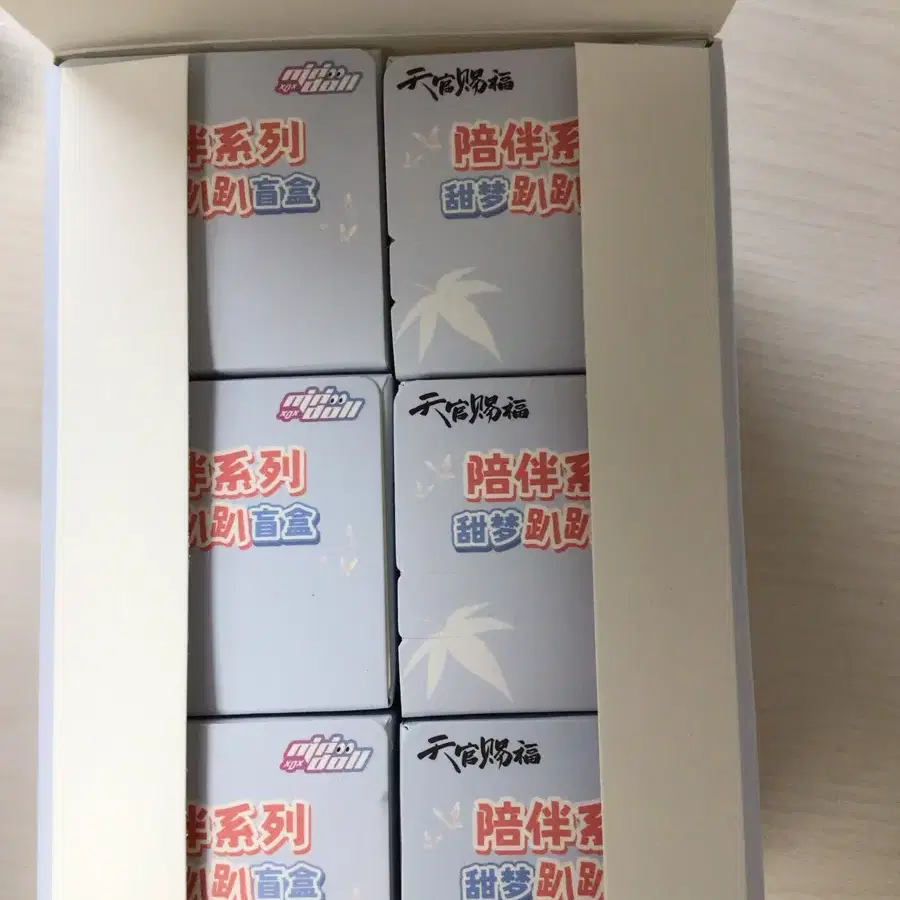 mini
xox doll
伴系列
趴趴盲盒
天官赐福
陪伴系
甜梦趴趴
mini
xox doll
伴系列
趴趴盲盒
天官赐福
陪伴系
甜梦趴趴
mini
xox doll
伴系列
趴趴盲盒
天官赐福
陪伴系
甜梦趴趴